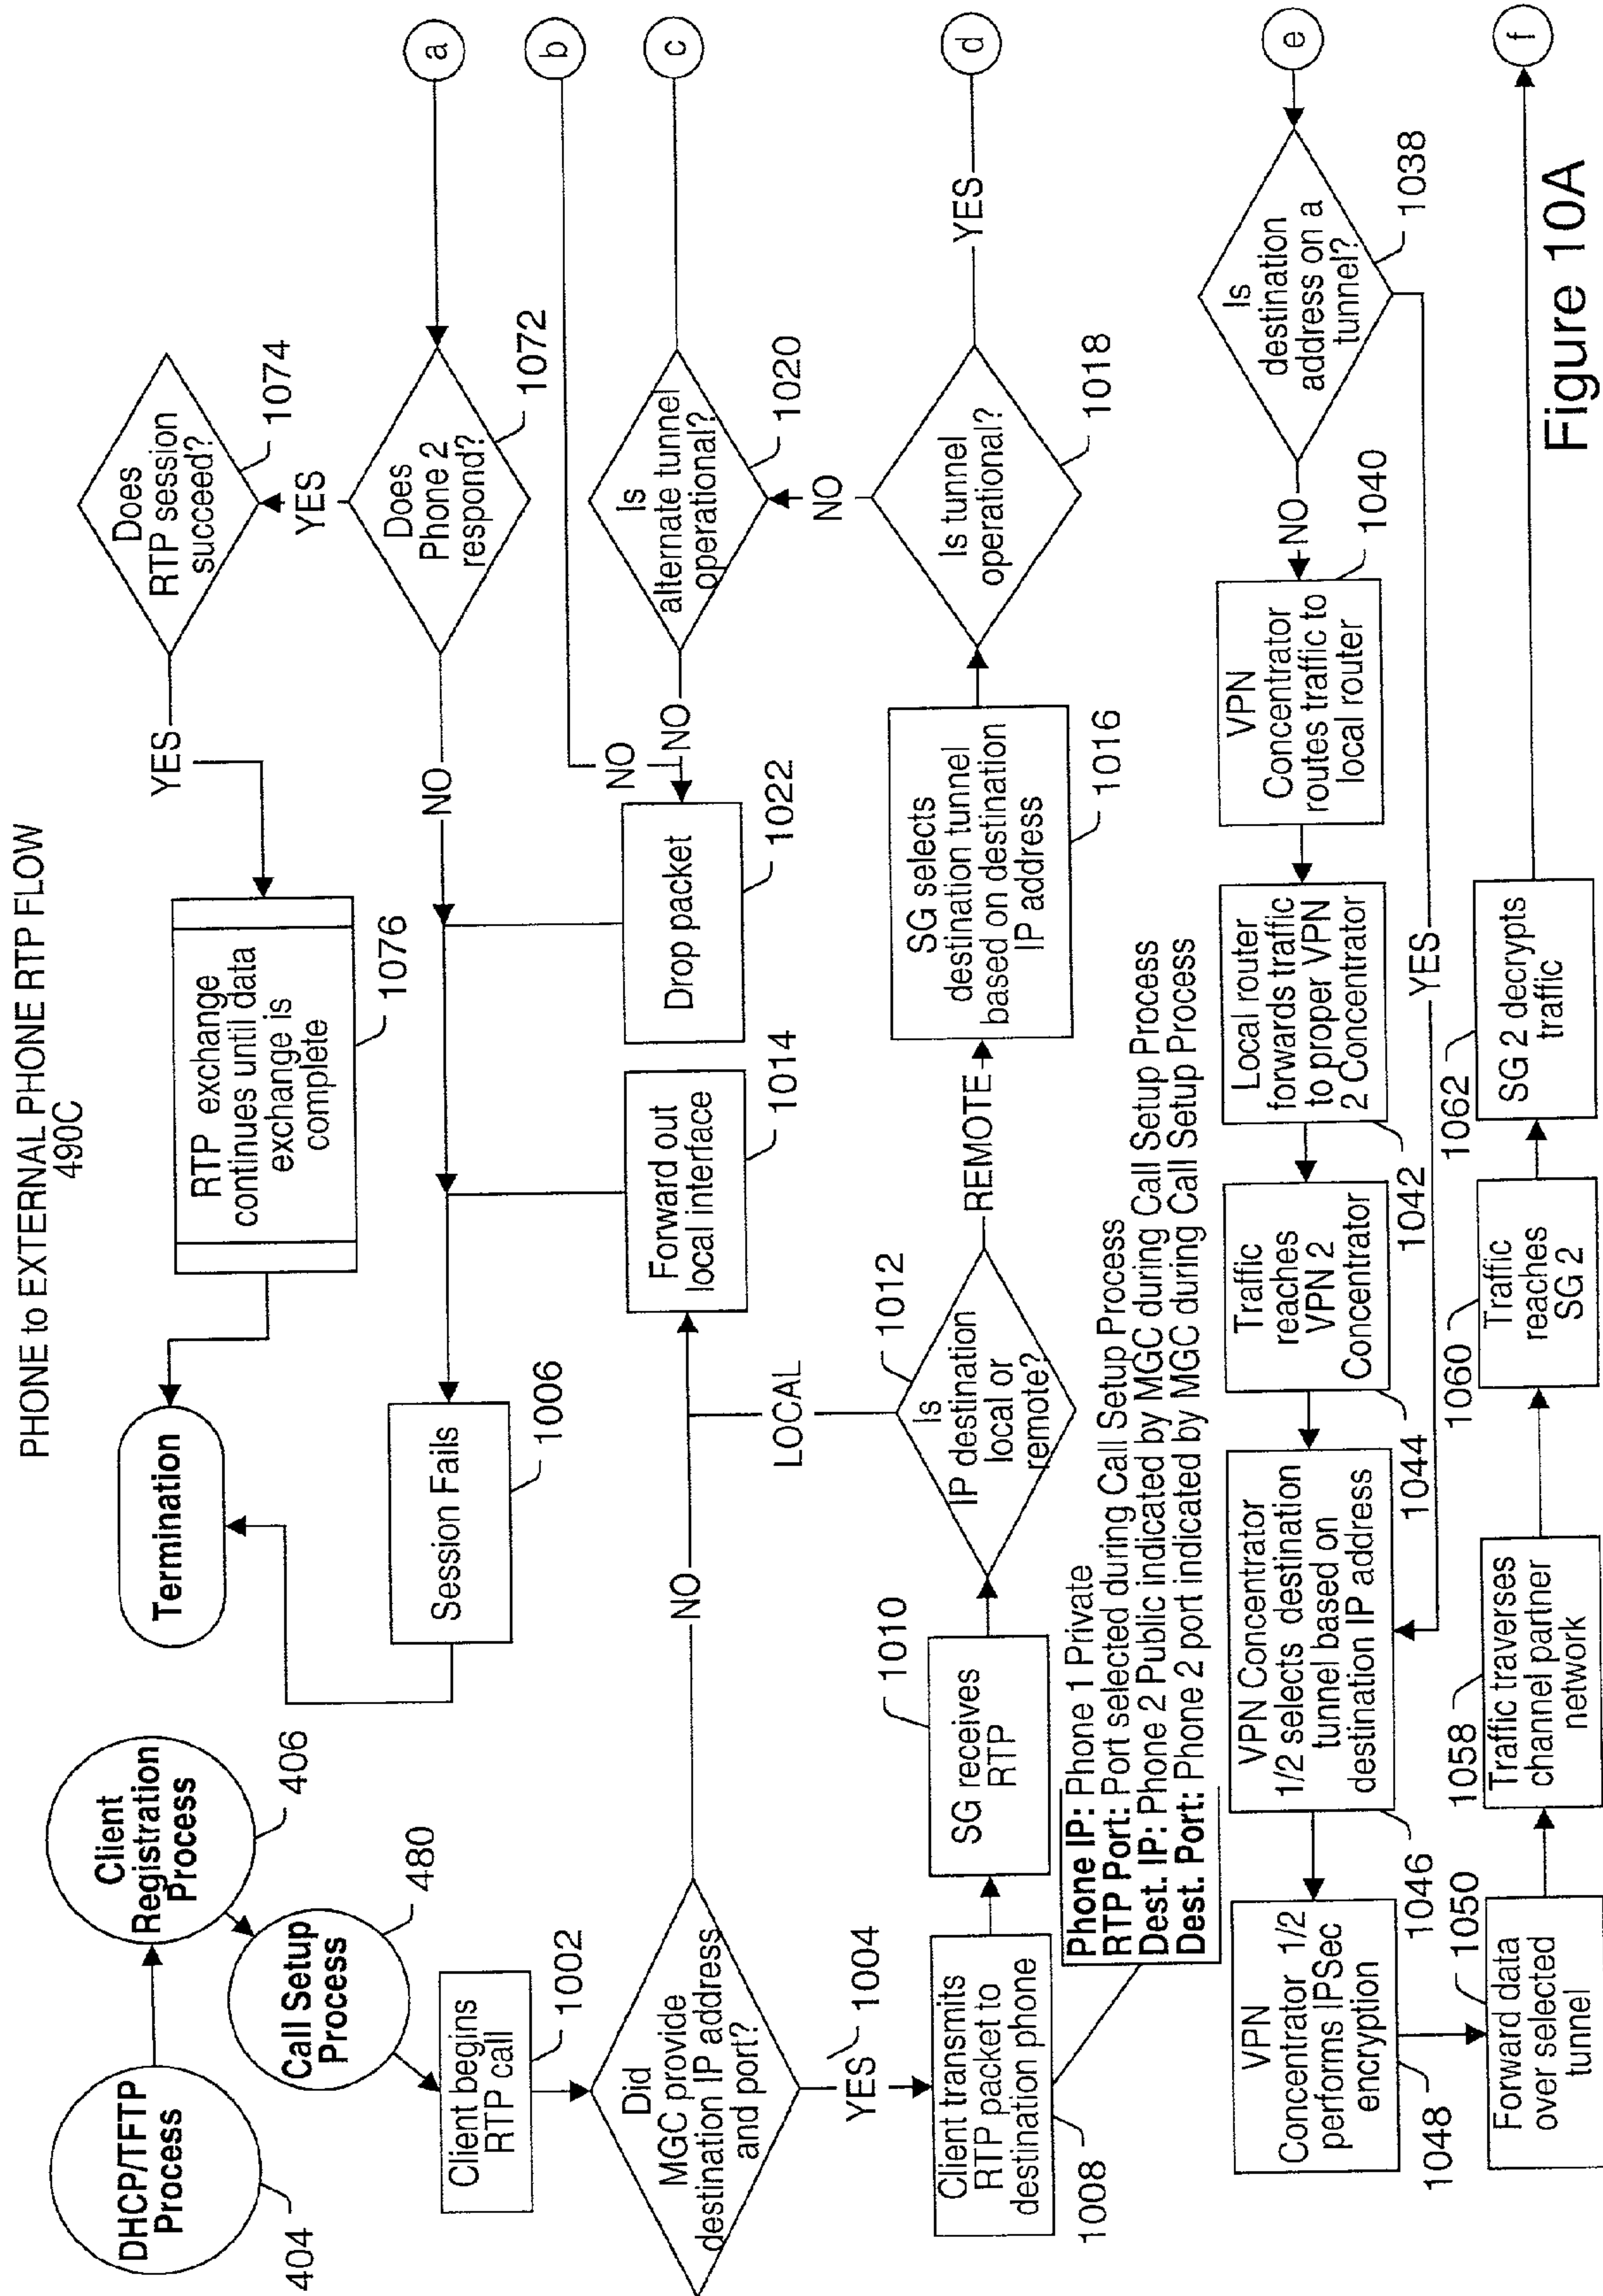 PHONE to EXTERNAL PHONE RTP FLOW
490C
DHCP/TFTP
Process
404
Client
Registration
Process
406
Call Setup
Process
480
Termination
RTP exchange
continues until data
exchange is
complete
1076
YES
Does
RTP session
succeed?
1074
YES
Client begins
RTP call
1002
Session Fails
1006
NO
Does
Phone 2
respond?
1072
a
b
Did
MGC provide
destination IP address
and port?
NO
YES
1004
Forward out
local interface
1014
Drop packet
1022
NO
NO
Is
alternate tunnel
operational?
1020
c
LOCAL
NO
Client transmits
RTP packet to
destination phone
1008
SG receives
RTP
1010
Is
IP destination
local or
remote?
1012
REMOTE
SG selects
destination tunnel
based on destination
IP address
1016
Is tunnel
operational?
1018
YES
d
Phone IP: Phone 1 Private
RTP Port: Port selected during Call Setup Process
Dest. IP: Phone 2 Public indicated by MGC during Call Setup Process
Dest. Port: Phone 2 port indicated by MGC during Call Setup Process
VPN
Concentrator 1/2
performs IPSec
encryption
1048
VPN Concentrator
1/2 selects destination
tunnel based on
destination IP address
1046
Traffic
reaches
VPN 2
Concentrator
1044
Local router
forwards traffic
to proper VPN
2 Concentrator
1042
VPN
Concentrator
routes traffic to
local router
1040
NO
Is
destination
address on a
tunnel?
1038
e
YES
Forward data
over selected
tunnel
1050
Traffic traverses
channel partner
network
1058
Traffic
reaches
SG 2
1060
SG 2 decrypts
traffic
1062
f
Figure 10A